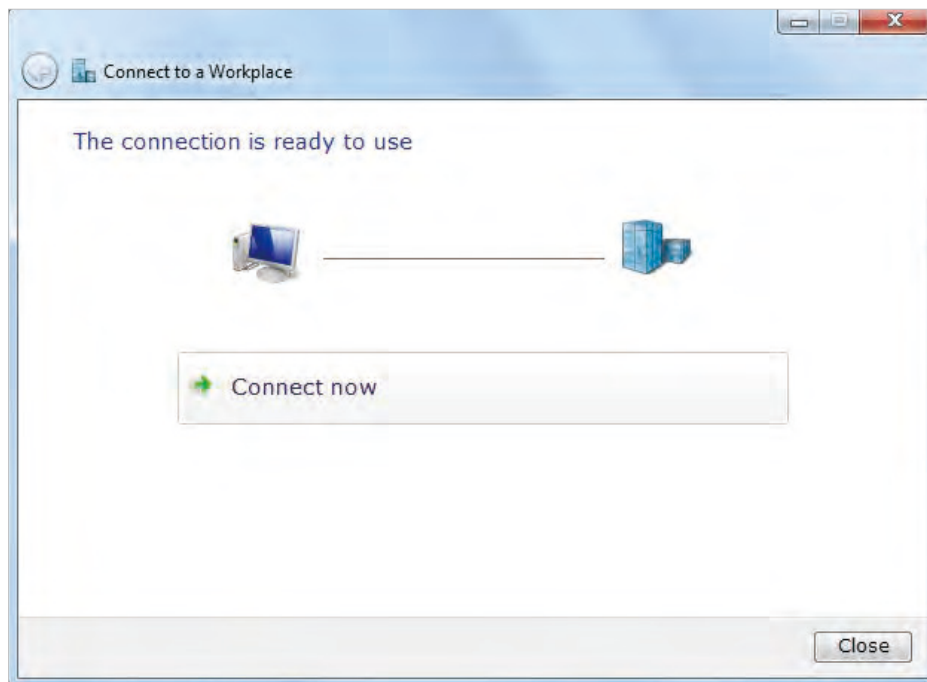 Connect to a Workplace
The connection is ready to use
Connect now
Close